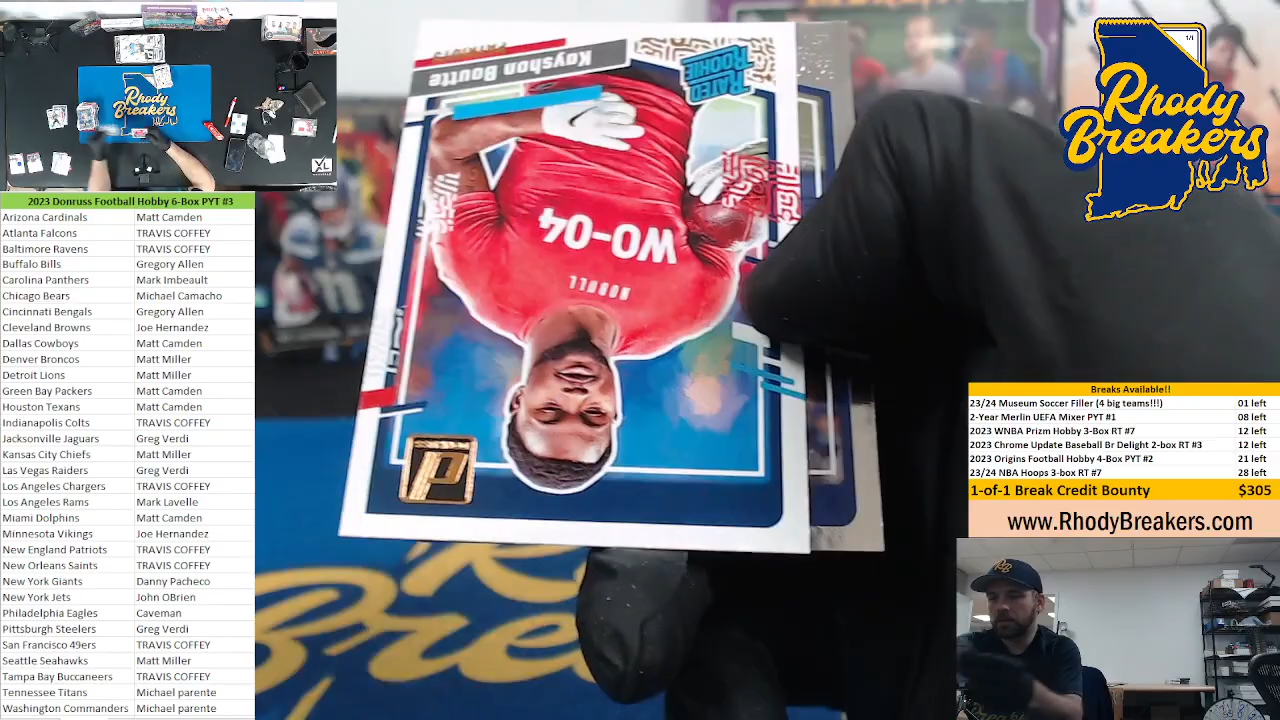 Rhody
Breakers
VAULT X
2023 Donruss Football Hobby 6-Box PYT #3
Arizona Cardinals Matt Camden
Atlanta Falcons TRAVIS COFFEY
Baltimore Ravens TRAVIS COFFEY
Buffalo Bills Gregory Allen
Carolina Panthers Mark Imbeault
Chicago Bears Michael Camacho
Cincinnati Bengals Gregory Allen
Cleveland Browns Joe Hernandez
Dallas Cowboys Matt Camden
Denver Broncos Matt Miller
Detroit Lions Matt Miller
Green Bay Packers Matt Camden
Houston Texans Matt Camden
Indianapolis Colts TRAVIS COFFEY
Jacksonville Jaguars Greg Verdi
Kansas City Chiefs Matt Miller
Las Vegas Raiders Greg Verdi
Los Angeles Chargers TRAVIS COFFEY
Los Angeles Rams Mark Lavelle
Miami Dolphins Matt Camden
Minnesota Vikings Joe Hernandez
New England Patriots TRAVIS COFFEY
New Orleans Saints TRAVIS COFFEY
New York Giants Danny Pacheco
New York Jets John OBrien
Philadelphia Eagles Caveman
Pittsburgh Steelers Greg Verdi
San Francisco 49ers TRAVIS COFFEY
Seattle Seahawks Matt Miller
Tampa Bay Buccaneers TRAVIS COFFEY
Tennessee Titans Michael parente
Washington Commanders Michael parente
PATRIOTS
Kayshon Boutte
RATED
ROOKIE
WO-04
NOBULL
P
1/1
Rhody
Breakers
Breaks Available!!
23/24 Museum Soccer Filler (4 big teams!!!) 01 left
2-Year Merlin UEFA Mixer PYT #1 08 left
2023 WNBA Prizm Hobby 3-Box RT #7 12 left
2023 Chrome Update Baseball Br Delight 2-box RT #3 12 left
2023 Origins Football Hobby 4-Box PYT #2 21 left
23/24 NBA Hoops 3-box RT #7 28 left
1-of-1 Break Credit Bounty $305
www.RhodyBreakers.com